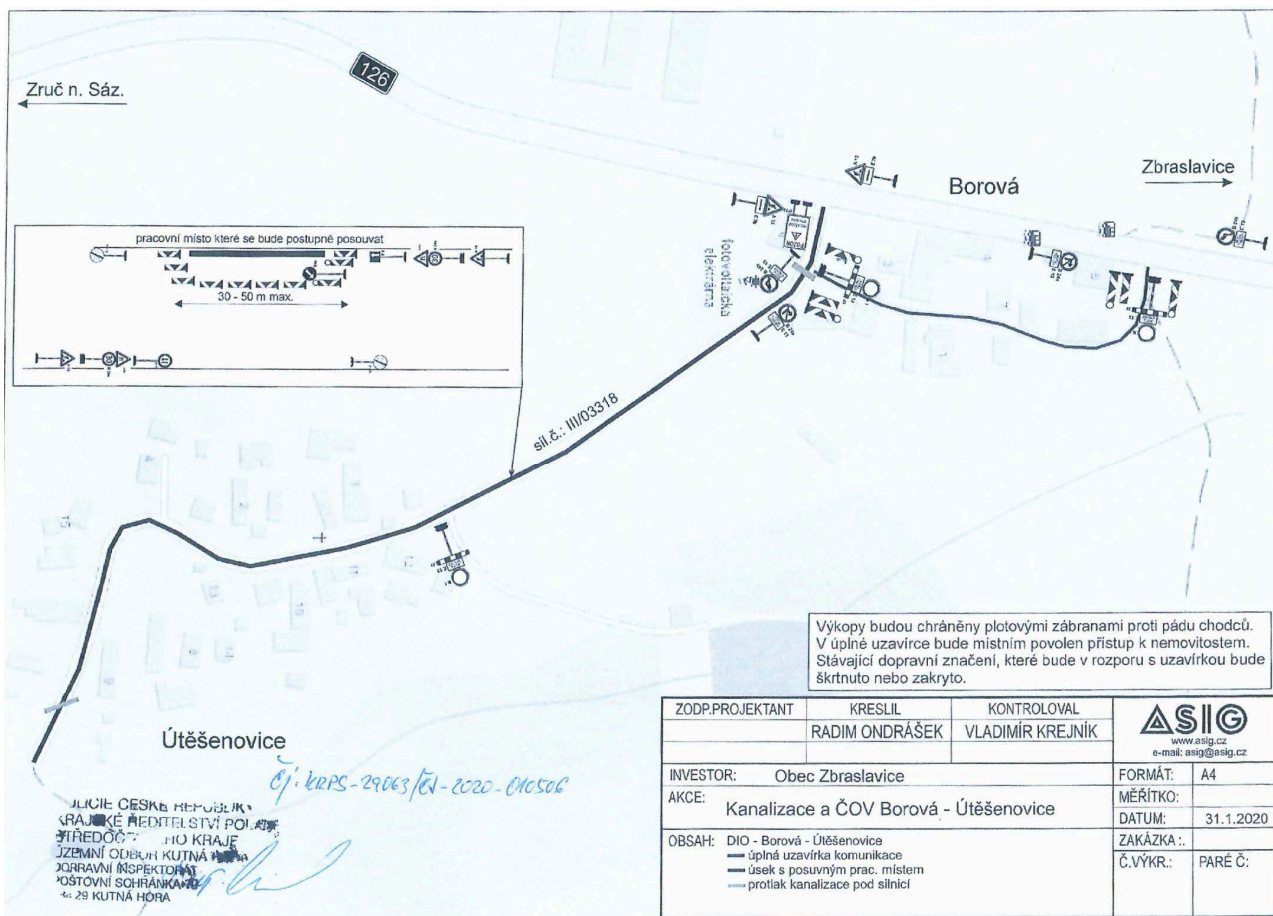 126
Zruč n. Sáz.
Zbraslavice
Borová
pracovní místo které se bude postupně posouvat
30 - 50 m max.
fotovoltaická
elektrárna
sil.č.: III/03318
Výkopy budou chráněny plotovými zábranami proti pádu chodců.
V úplné uzavírce bude místním povolen přístup k nemovitostem.
Stávající dopravní značení, které bude v rozporu s uzavírkou bude
škrtnuto nebo zakryto.
Útěšenovice
ZODP.PROJEKTANT KRESLIL KONTROLOVAL
RADIM ONDRÁŠEK VLADIMÍR KREJNÍK
ASIG
www.asig.cz
e-mail: asig@asig.cz
INVESTOR: Obec Zbraslavice
FORMÁT: A4
AKCE: Kanalizace a ČOV Borová - Útěšenovice
MĚŘÍTKO:
DATUM: 31.1.2020
OBSAH: DIO - Borová - Útěšenovice
úplná uzavírka komunikace
úsek s posuvným prac. místem
protlak kanalizace pod silnicí
ZAKÁZKA :.
Č.VÝKR.: PARÉ Č:
KRPS-29063/ČJ-2020-010506
ČESKÉ REPUBLIKY
ŘEDITELSTVÍ
KRAJE
ÚZEMNÍ ODBOR KUTNÁ
DOPRAVNÍ INSPEKTORÁT
POŠTOVNÍ SCHRÁNKA
29 KUTNÁ HORA